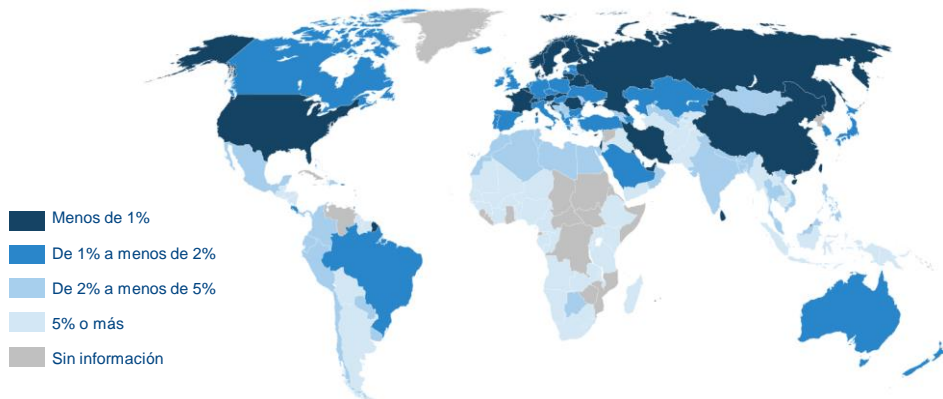 Menos de 1%
De 1% a menos de 2%
De 2% a menos de 5%
5% o más
Sin información